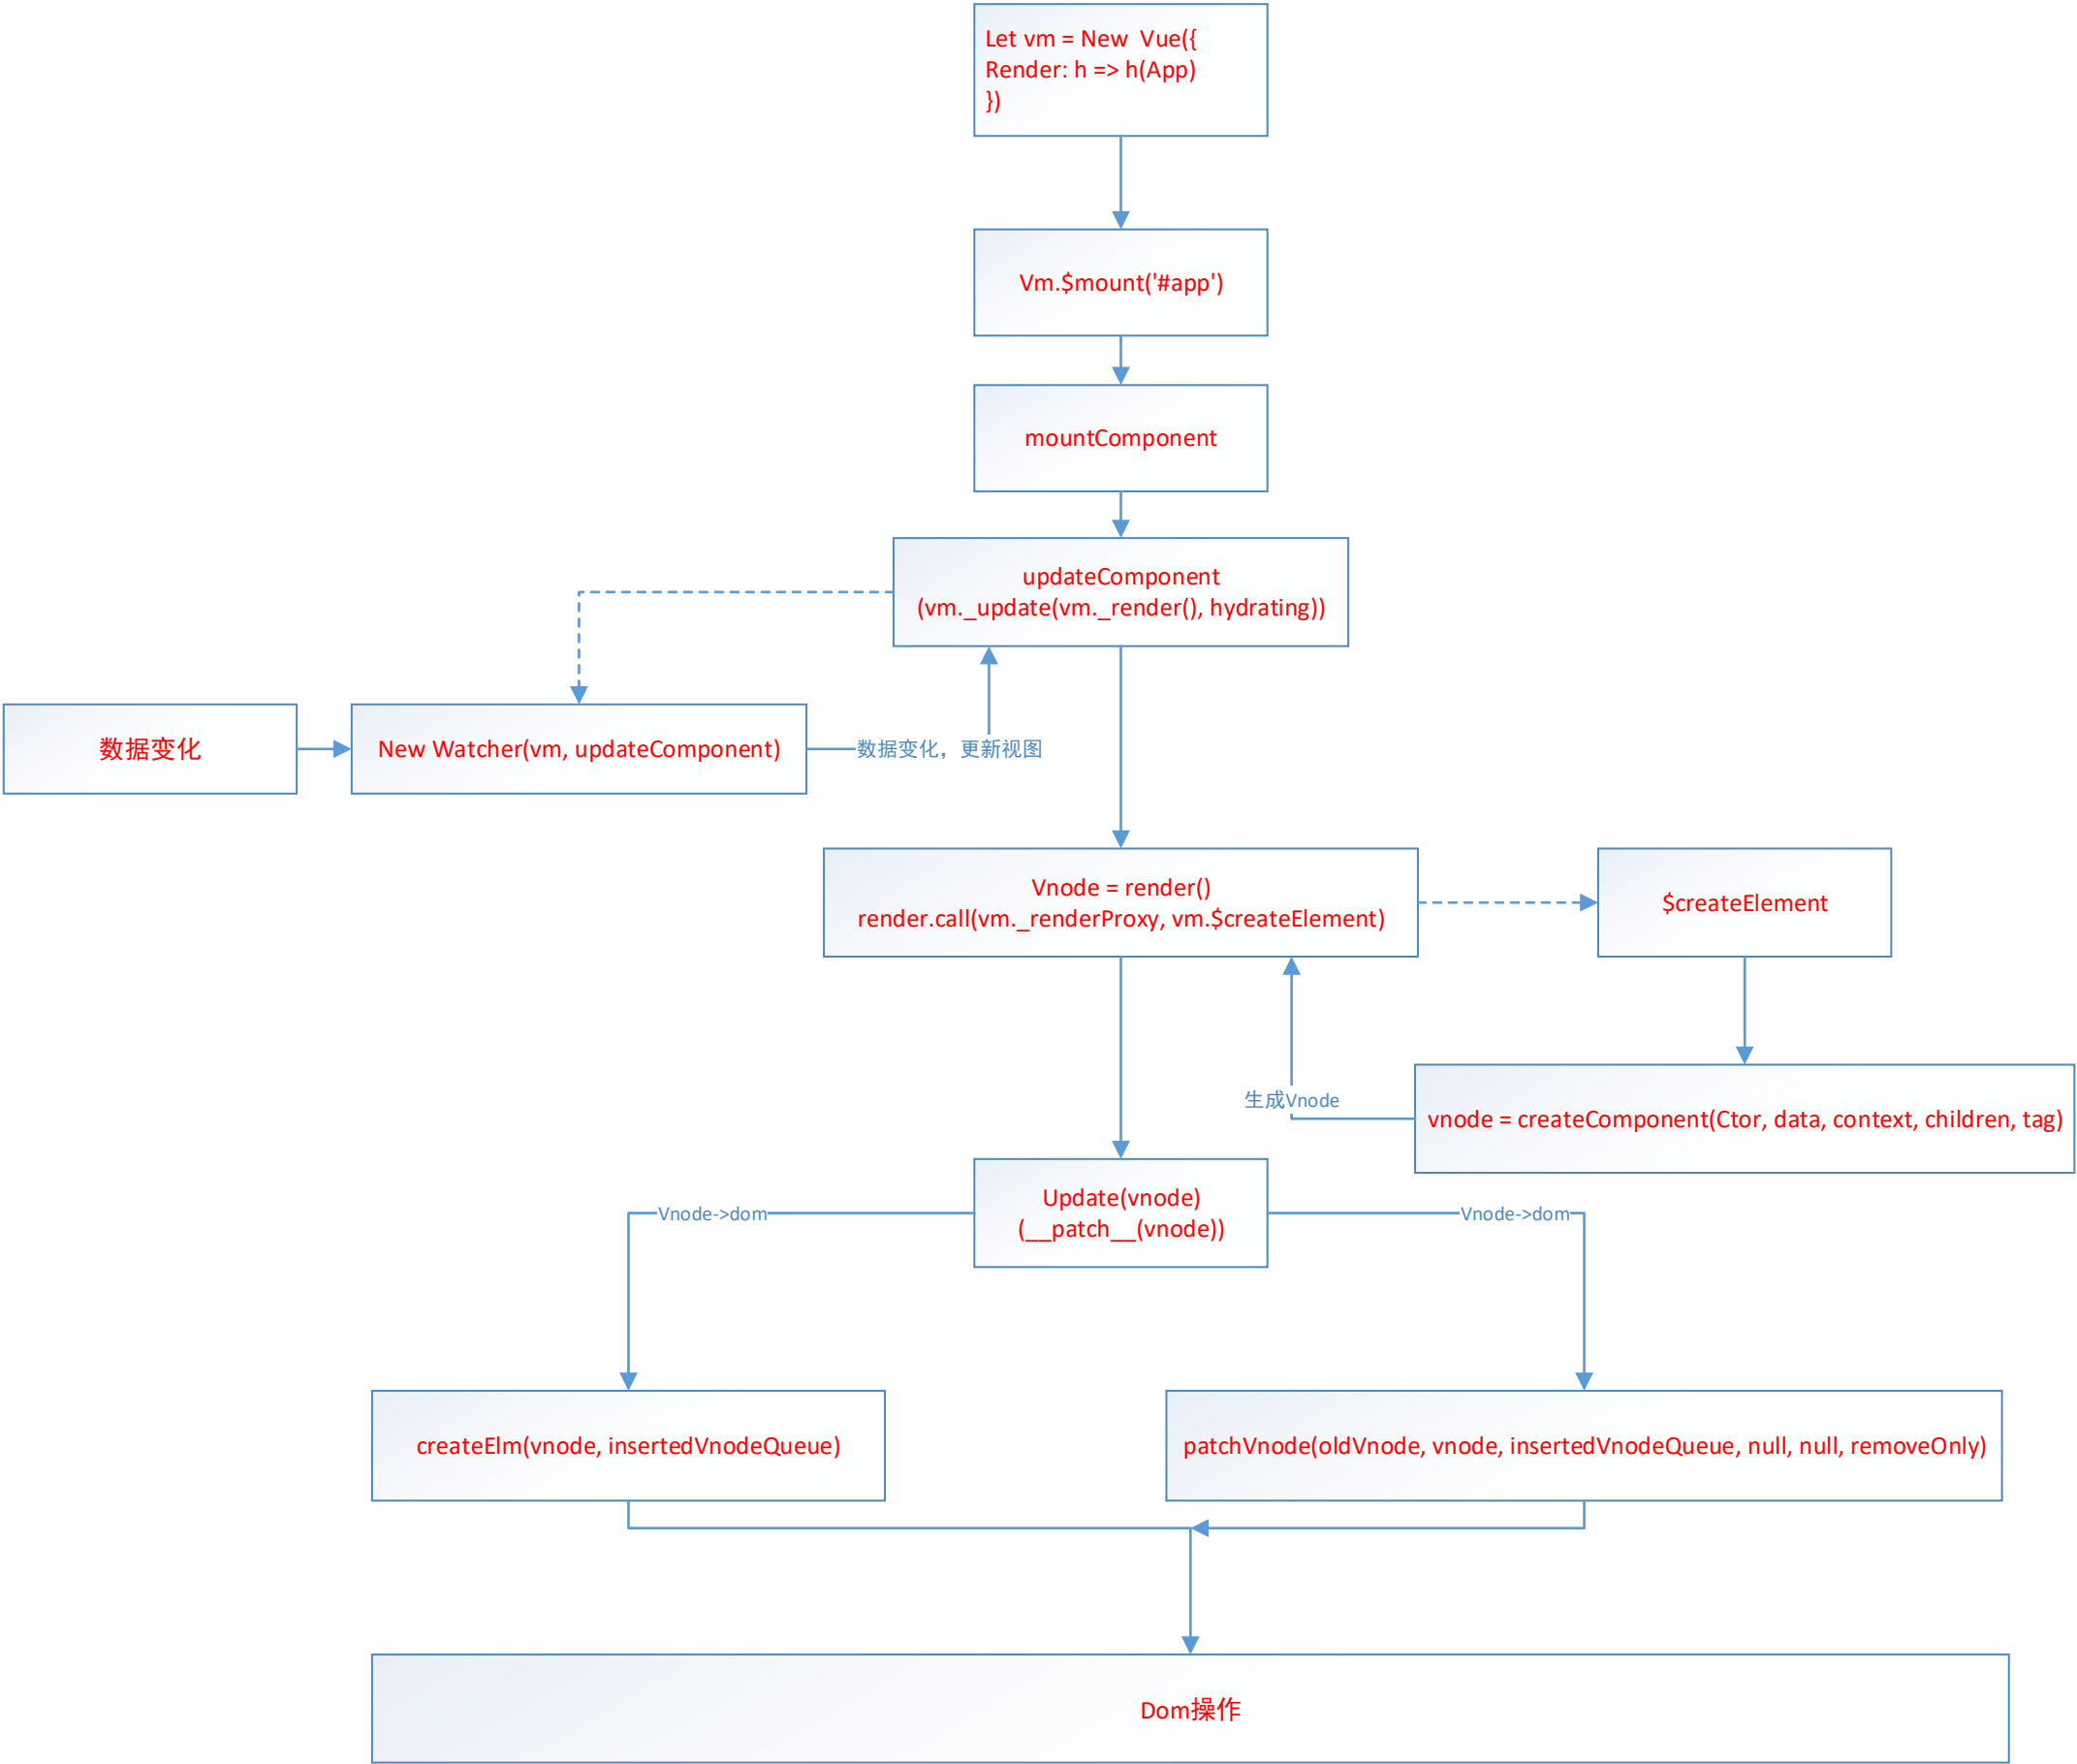 Let vm = New  Vue({
Render: h => h(App)
})
Vm.$mount('#app')
mountComponent
updateComponent
(vm._update(vm._render(), hydrating))
数据变化
New Watcher(vm, updateComponent)
数据变化，更新视图
Vnode = render()
render.call(vm._renderProxy, vm.$createElement)
$createElement
生成Vnode
vnode = createComponent(Ctor, data, context, children, tag)
Update(vnode)
(__patch__(vnode))
Vnode->dom
Vnode->dom
createElm(vnode, insertedVnodeQueue)
patchVnode(oldVnode, vnode, insertedVnodeQueue, null, null, removeOnly)
Dom操作